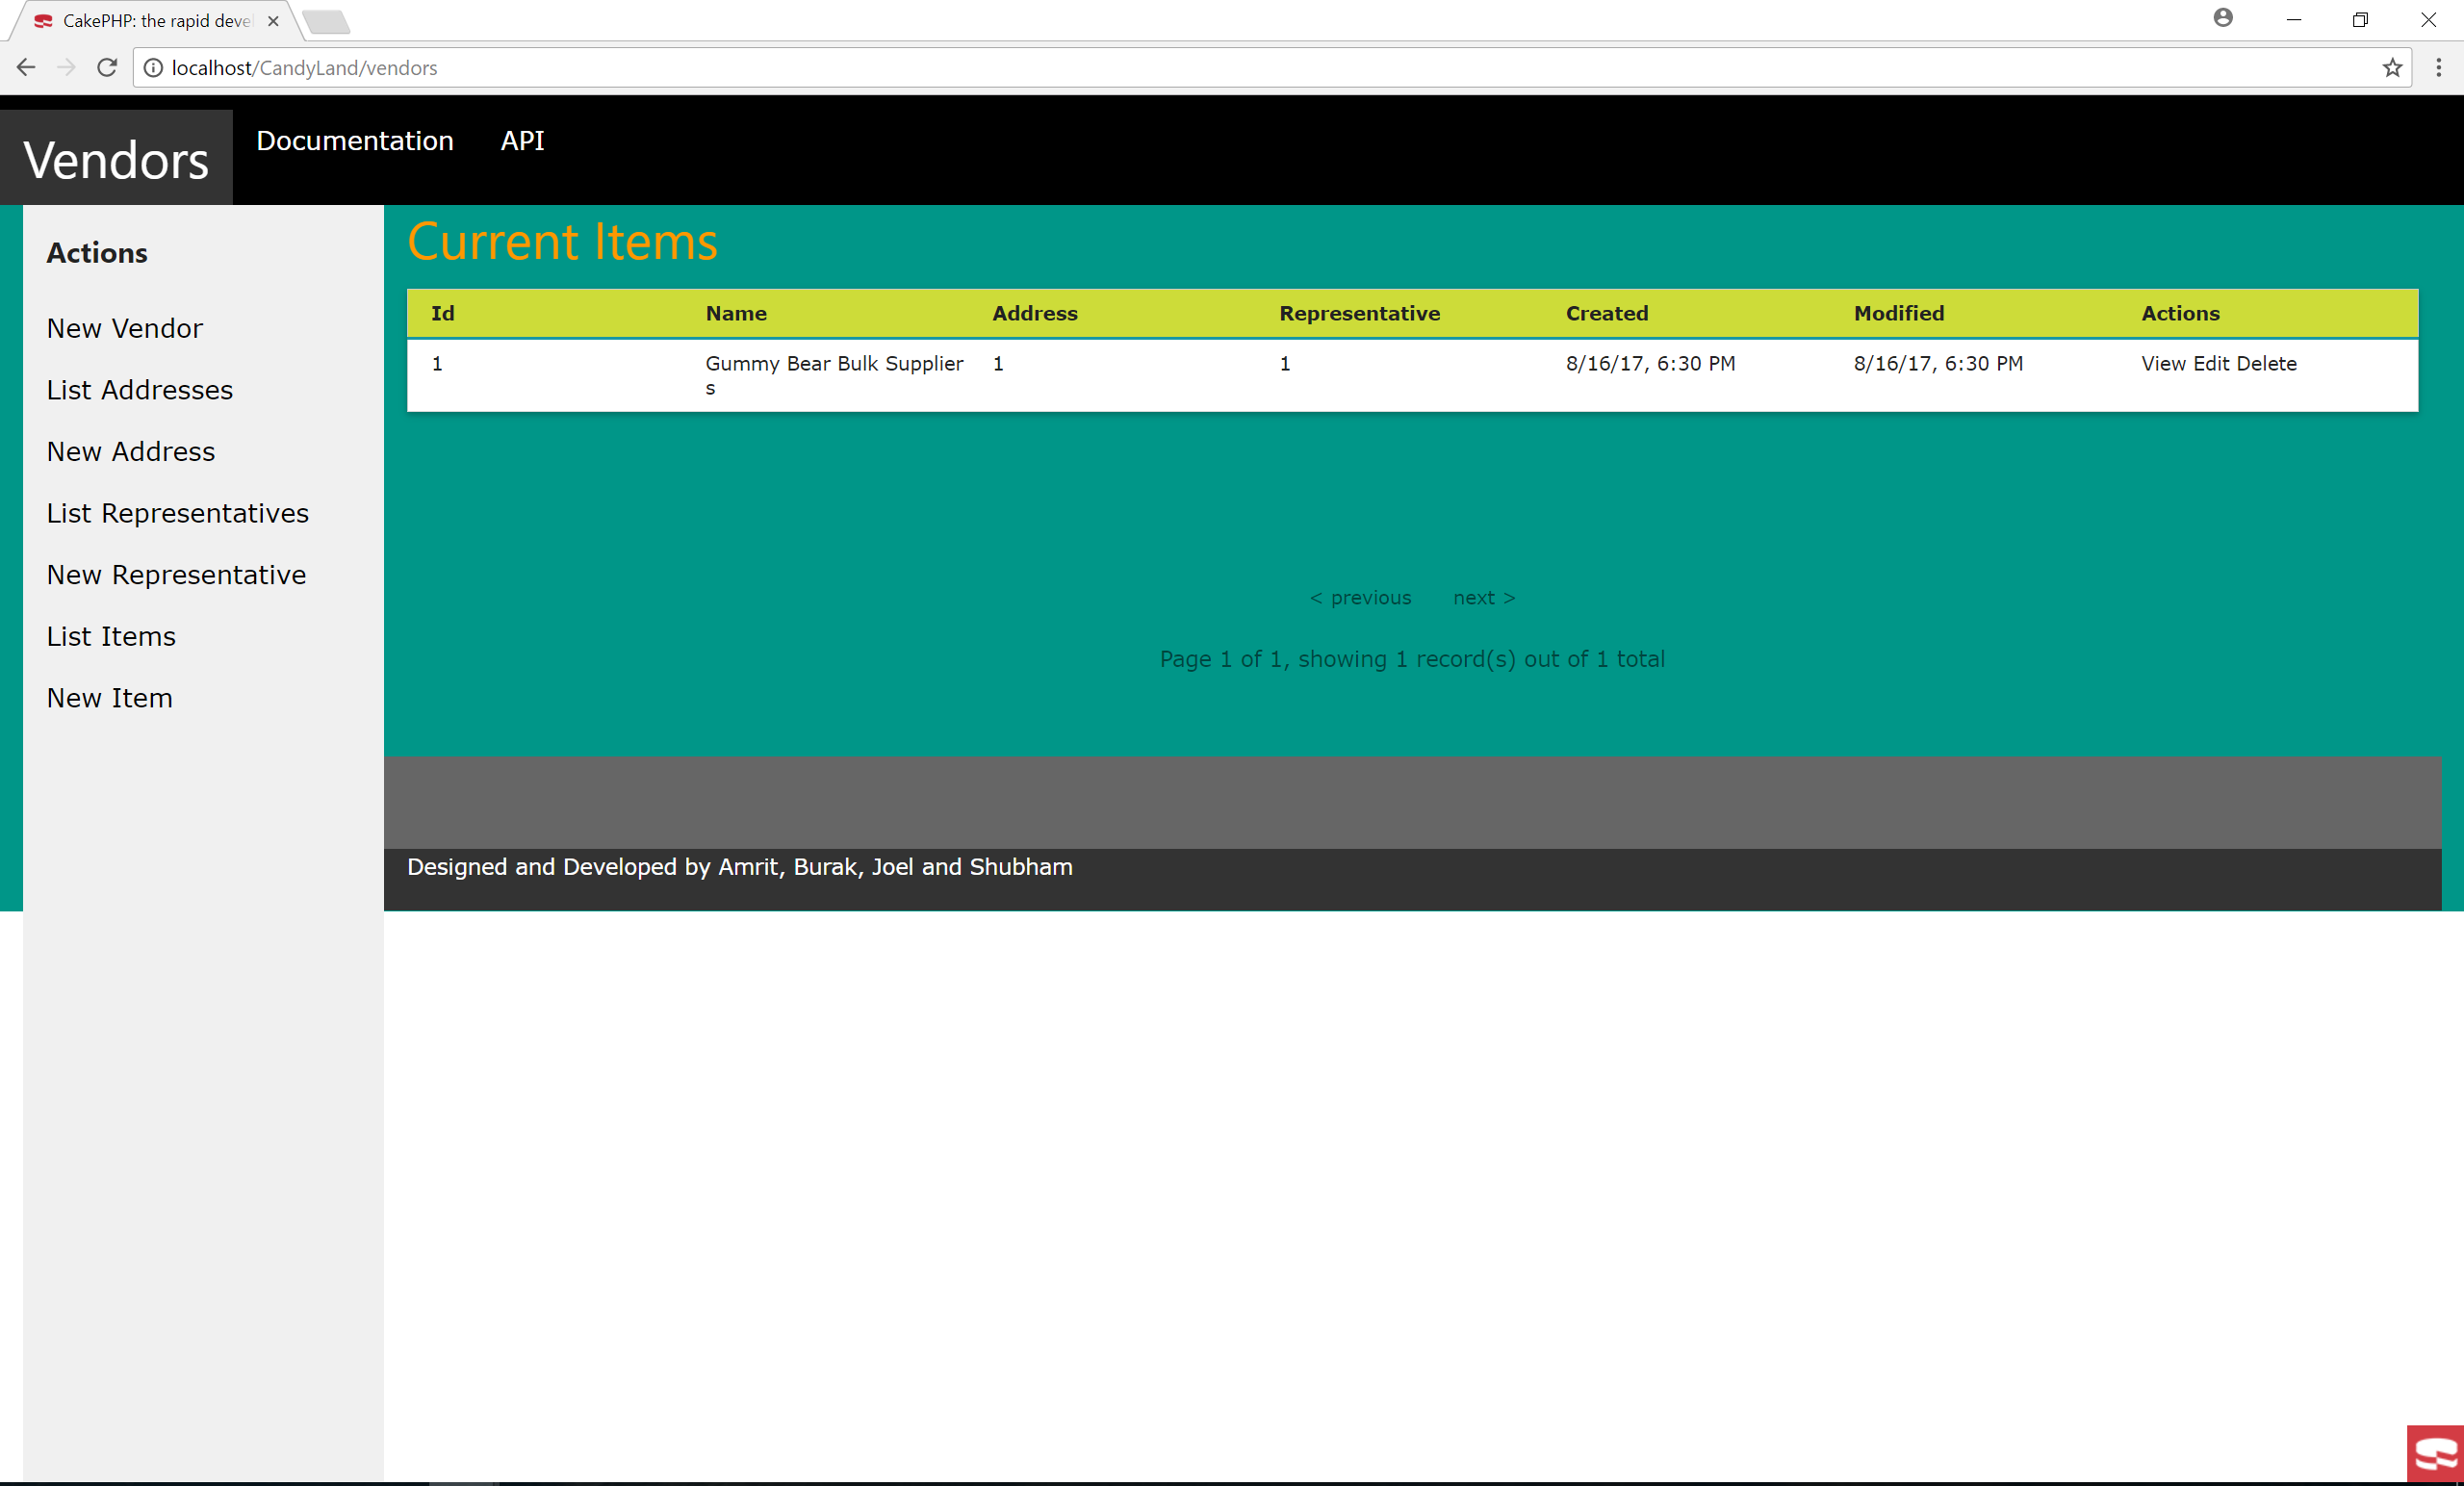 CakePHP: the rapid deve
localhost/CandyLand/vendors
Vendors
Documentation
API
Actions
New Vendor
List Addresses
New Address
List Representatives
New Representative
List Items
New Item
Current Items
Id Name Address Representative Created Modified Actions
1 Gummy Bear Bulk Supplier 1 1 8/16/17, 6:30 PM 8/16/17, 6:30 PM View Edit Delete
s
< previous next >
Page 1 of 1, showing 1 record(s) out of 1 total
Designed and Developed by Amrit, Burak, Joel and Shubham